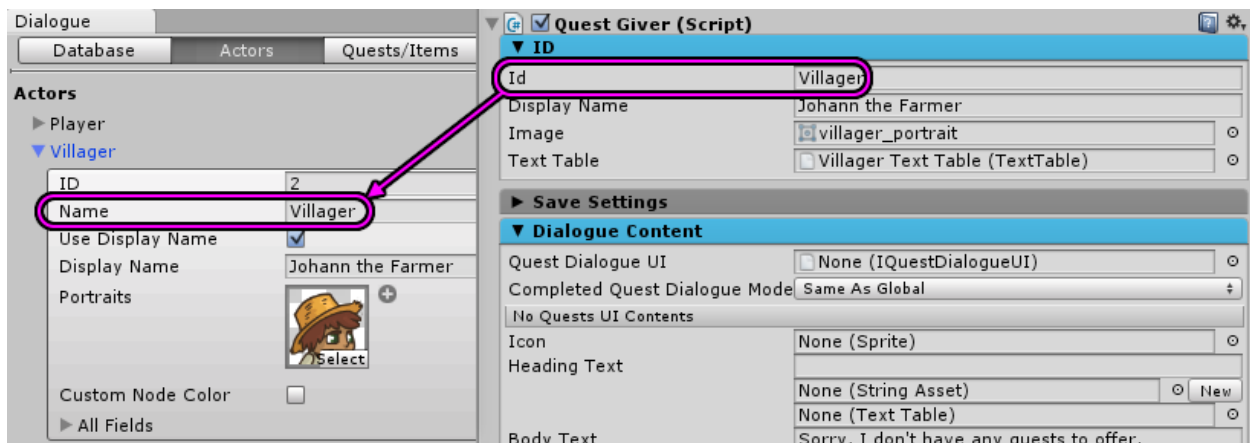 Dialogue
Database Actors Quests/Items
Actors
Player
Villager
ID 2
Name Villager
Use Display Name
Display Name Johann the Farmer
Portraits
Select
Custom Node Color
All Fields
Quest Giver (Script)
ID
Id Villager
Display Name Johann the Farmer
Image villager_portrait
Text Table Villager Text Table (TextTable)
Save Settings
Dialogue Content
Quest Dialogue UI None (IQuestDialogueUI)
Completed Quest Dialogue Mode Same As Global
No Quests UI Contents
Icon None (Sprite)
Heading Text
None (String Asset) New
None (Text Table)
Body Text Sorry, I don't have any quests to offer.